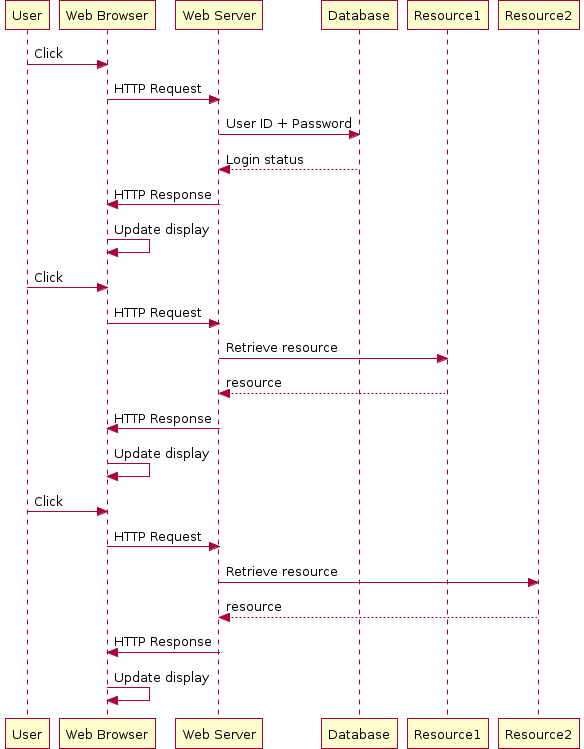 User Web Browser Web Server Database Resource1 Resource2
Click
HTTP Request
User ID + Password
Login status
HTTP Response
Update display
Click
HTTP Request
Retrieve resource
resource
HTTP Response
Update display
Click
HTTP Request
Retrieve resource
resource
HTTP Response
Update display
User Web Browser Web Server Database Resource1 Resource2